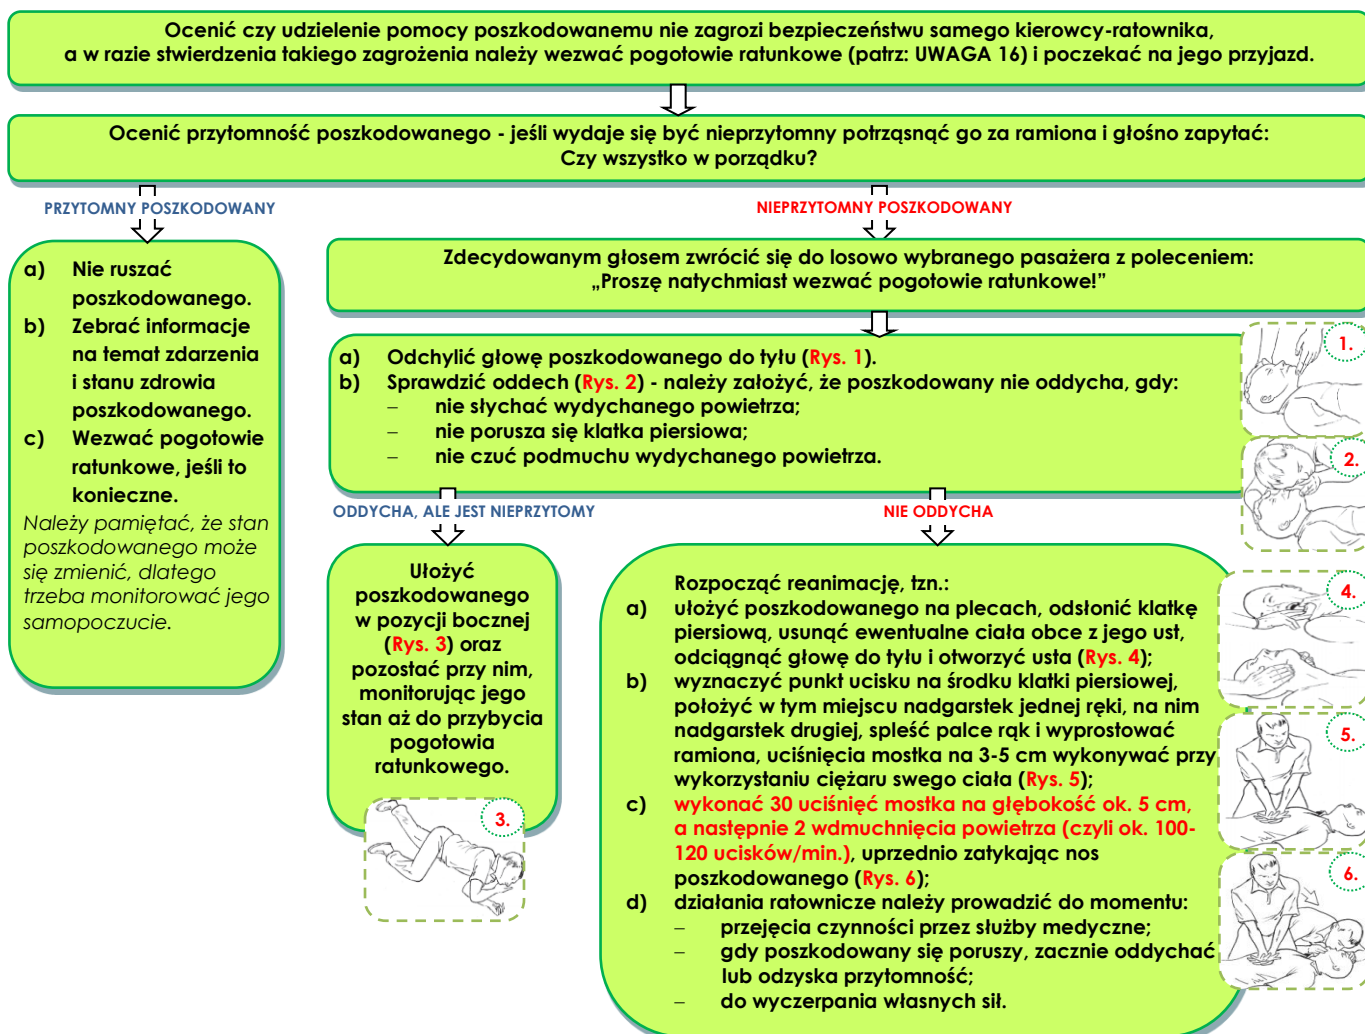 Ocenić czy udzielenie pomocy poszkodowanemu nie zagrozi bezpieczeństwu samego kierowcy-ratownika,
a w razie stwierdzenia takiego zagrożenia należy wezwać pogotowie ratunkowe (patrz: UWAGA 16) i poczekać na jego przyjazd.
Ocenić przytomność poszkodowanego - jeśli wydaje się być nieprzytomny potrząsnąć go za ramiona i głośno zapytać:
Czy wszystko w porządku?
PRZYTOMNY POSZKODOWANY
a) Nie ruszać
poszkodowanego.
b) Zebrać informacje
na temat zdarzenia
i stanu zdrowia
poszkodowanego.
c) Wezwać pogotowie
ratunkowe, jeśli to
konieczne.
Należy pamiętać, że stan
poszkodowanego może
się zmienić, dlatego
trzeba monitorować jego
samopoczucie.
NIEPRZYTOMNY POSZKODOWANY
Zdecydowanym głosem zwrócić się do losowo wybranego pasażera z poleceniem:
„Proszę natychmiast wezwać pogotowie ratunkowe!”
a) Odchylić głowę poszkodowanego do tyłu (Rys. 1).
b) Sprawdzić oddech (Rys. 2) - należy założyć, że poszkodowany nie oddycha, gdy:
– nie słychać wydychanego powietrza;
– nie porusza się klatka piersiowa;
– nie czuć podmuchu wydychanego powietrza.
1.
2.
ODDYCHA, ALE JEST NIEPRZYTOMY
Ułożyć
poszkodowanego
w pozycji bocznej
(Rys. 3) oraz
pozostać przy nim,
monitorując jego
stan aż do przybycia
pogotowia
ratunkowego.
3.
NIE ODDYCHA
Rozpocząć reanimację, tzn.:
a) ułożyć poszkodowanego na plecach, odsłonić klatkę
piersiową, usunąć ewentualne ciała obce z jego ust,
odciągnąć głowę do tyłu i otworzyć usta (Rys. 4);
b) wyznaczyć punkt ucisku na środku klatki piersiowej,
położyć w tym miejscu nadgarstek jednej ręki, na nim
nadgarstek drugiej, spleść palce rąk i wyprostować
ramiona, uciśnięcia mostka na 3-5 cm wykonywać przy
wykorzystaniu ciężaru swego ciała (Rys. 5);
c) wykonać 30 uciśnięć mostka na głębokość ok. 5 cm,
a następnie 2 wdmuchnięcia powietrza (czyli ok. 100-
120 ucisków/min.), uprzednio zatykając nos
poszkodowanego (Rys. 6);
d) działania ratownicze należy prowadzić do momentu:
– przejęcia czynności przez służby medyczne;
– gdy poszkodowany się poruszy, zacznie oddychać
lub odzyska przytomność;
– do wyczerpania własnych sił.
4.
5.
6.